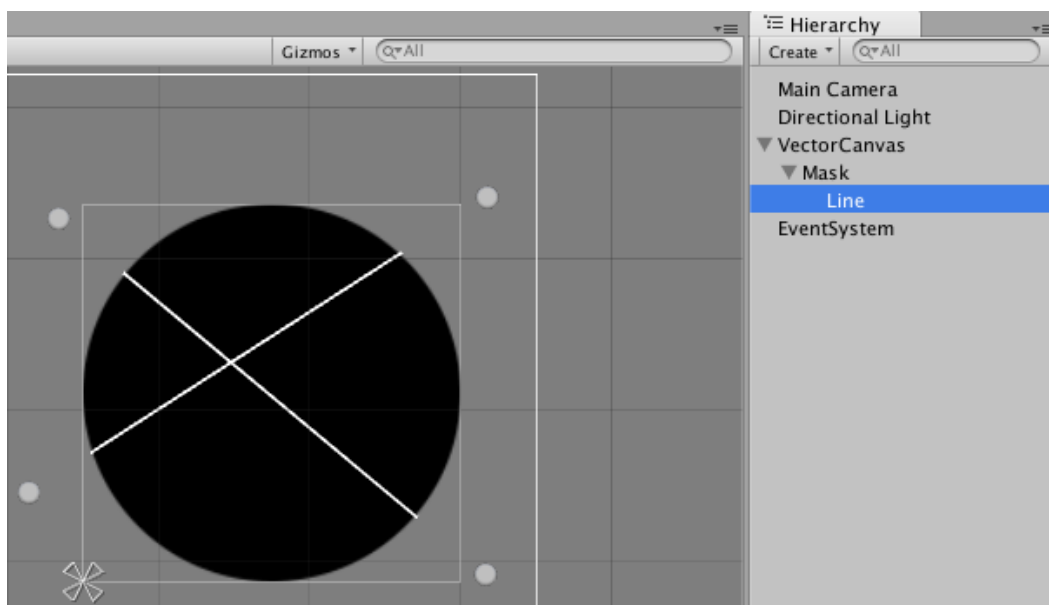 Hierarchy
Gizmos
All
Create
All
Main Camera
Directional Light
VectorCanvas
Mask
Line
EventSystem